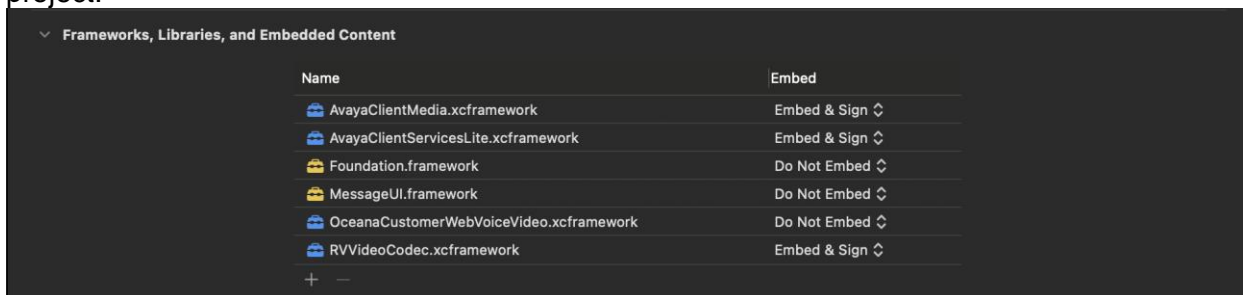 project.
Frameworks, Libraries, and Embedded Content
Name Embed
AvayaClientMedia.xcframework Embed & Sign
AvayaClientServicesLite.xcframework Embed & Sign
Foundation.framework Do Not Embed
MessageUI.framework Do Not Embed
OceanaCustomerWebVoiceVideo.xcframework Do Not Embed
RVVideoCodec.xcframework Embed & Sign